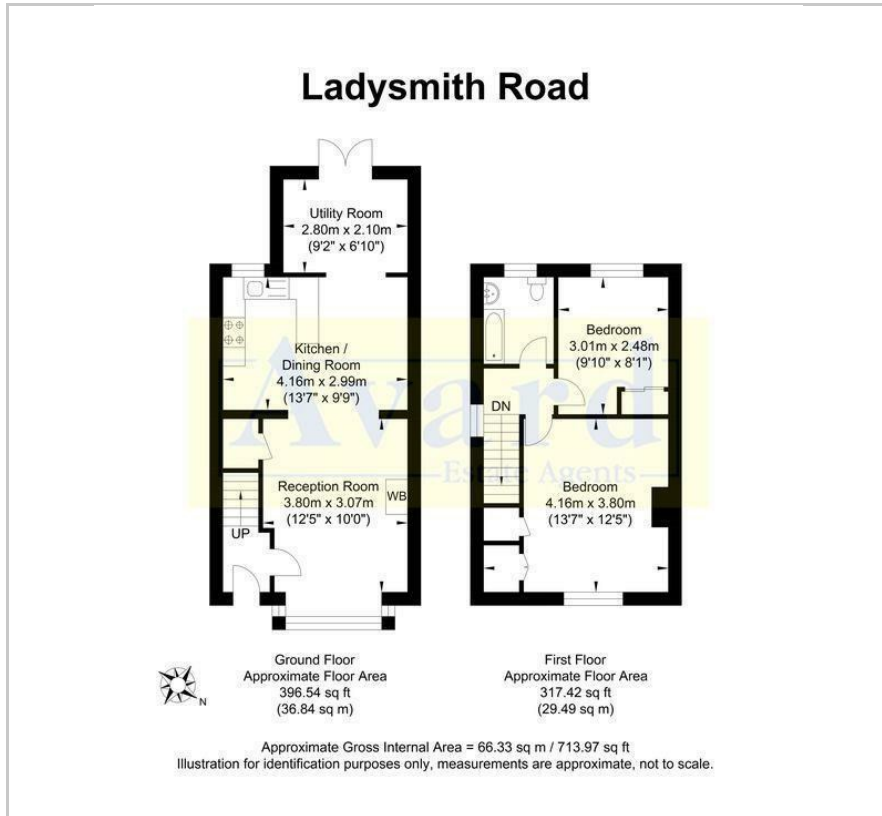 Ladysmith Road
Utility Room
2.80m x 2.10m
(9'2" x 6'10")
Kitchen /
Dining Room
4.16m x 2.99m
(13'7" x 9'9")
Reception Room
3.80m x 3.07m
(12'5" x 10'0")
WB
UP
Bedroom
3.01m x 2.48m
(9'10" x 8'1")
DN
Bedroom
4.16m x 3.80m
(13'7" x 12'5")
Avard
Estate Agents
N
Ground Floor
Approximate Floor Area
396.54 sq ft
(36.84 sq m)
First Floor
Approximate Floor Area
317.42 sq ft
(29.49 sq m)
Approximate Gross Internal Area = 66.33 sq m / 713.97 sq ft
Illustration for identification purposes only, measurements are approximate, not to scale.